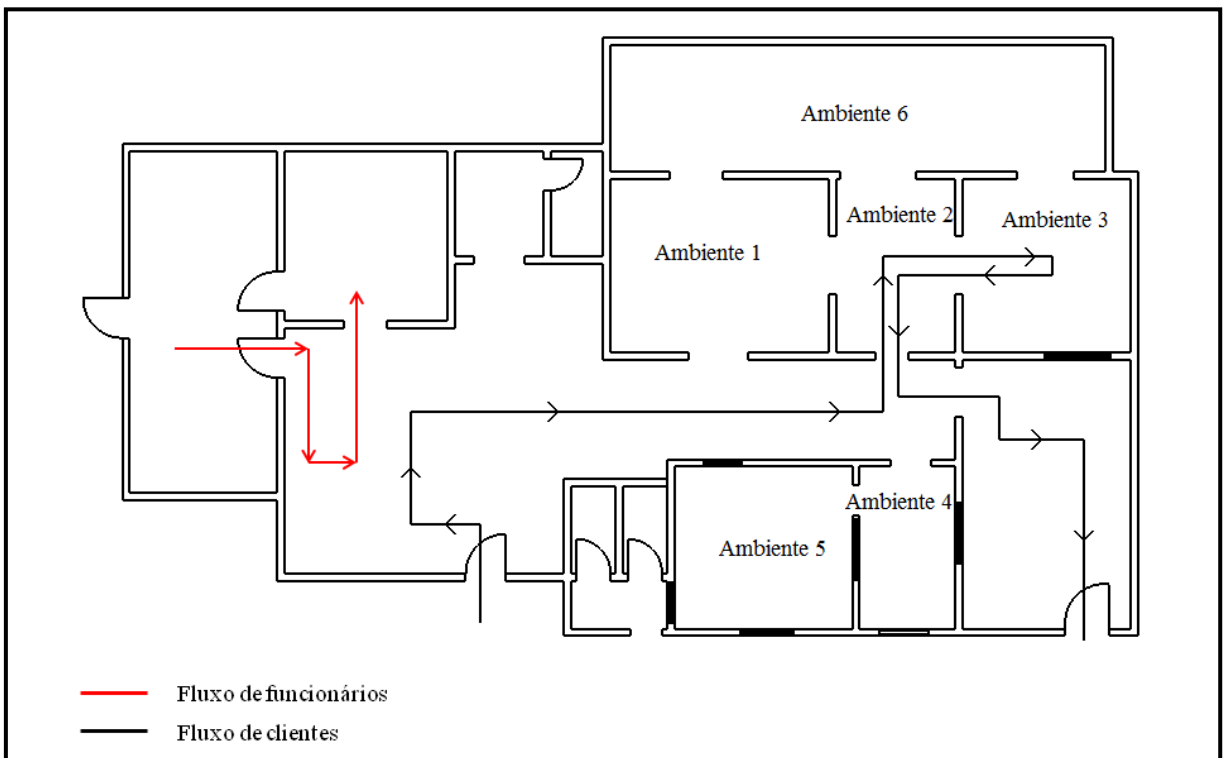 Ambiente 6
Ambiente 2
Ambiente 3
Ambiente 1
Ambiente 4
Ambiente 5
Fluxo de funcionários
Fluxo de clientes